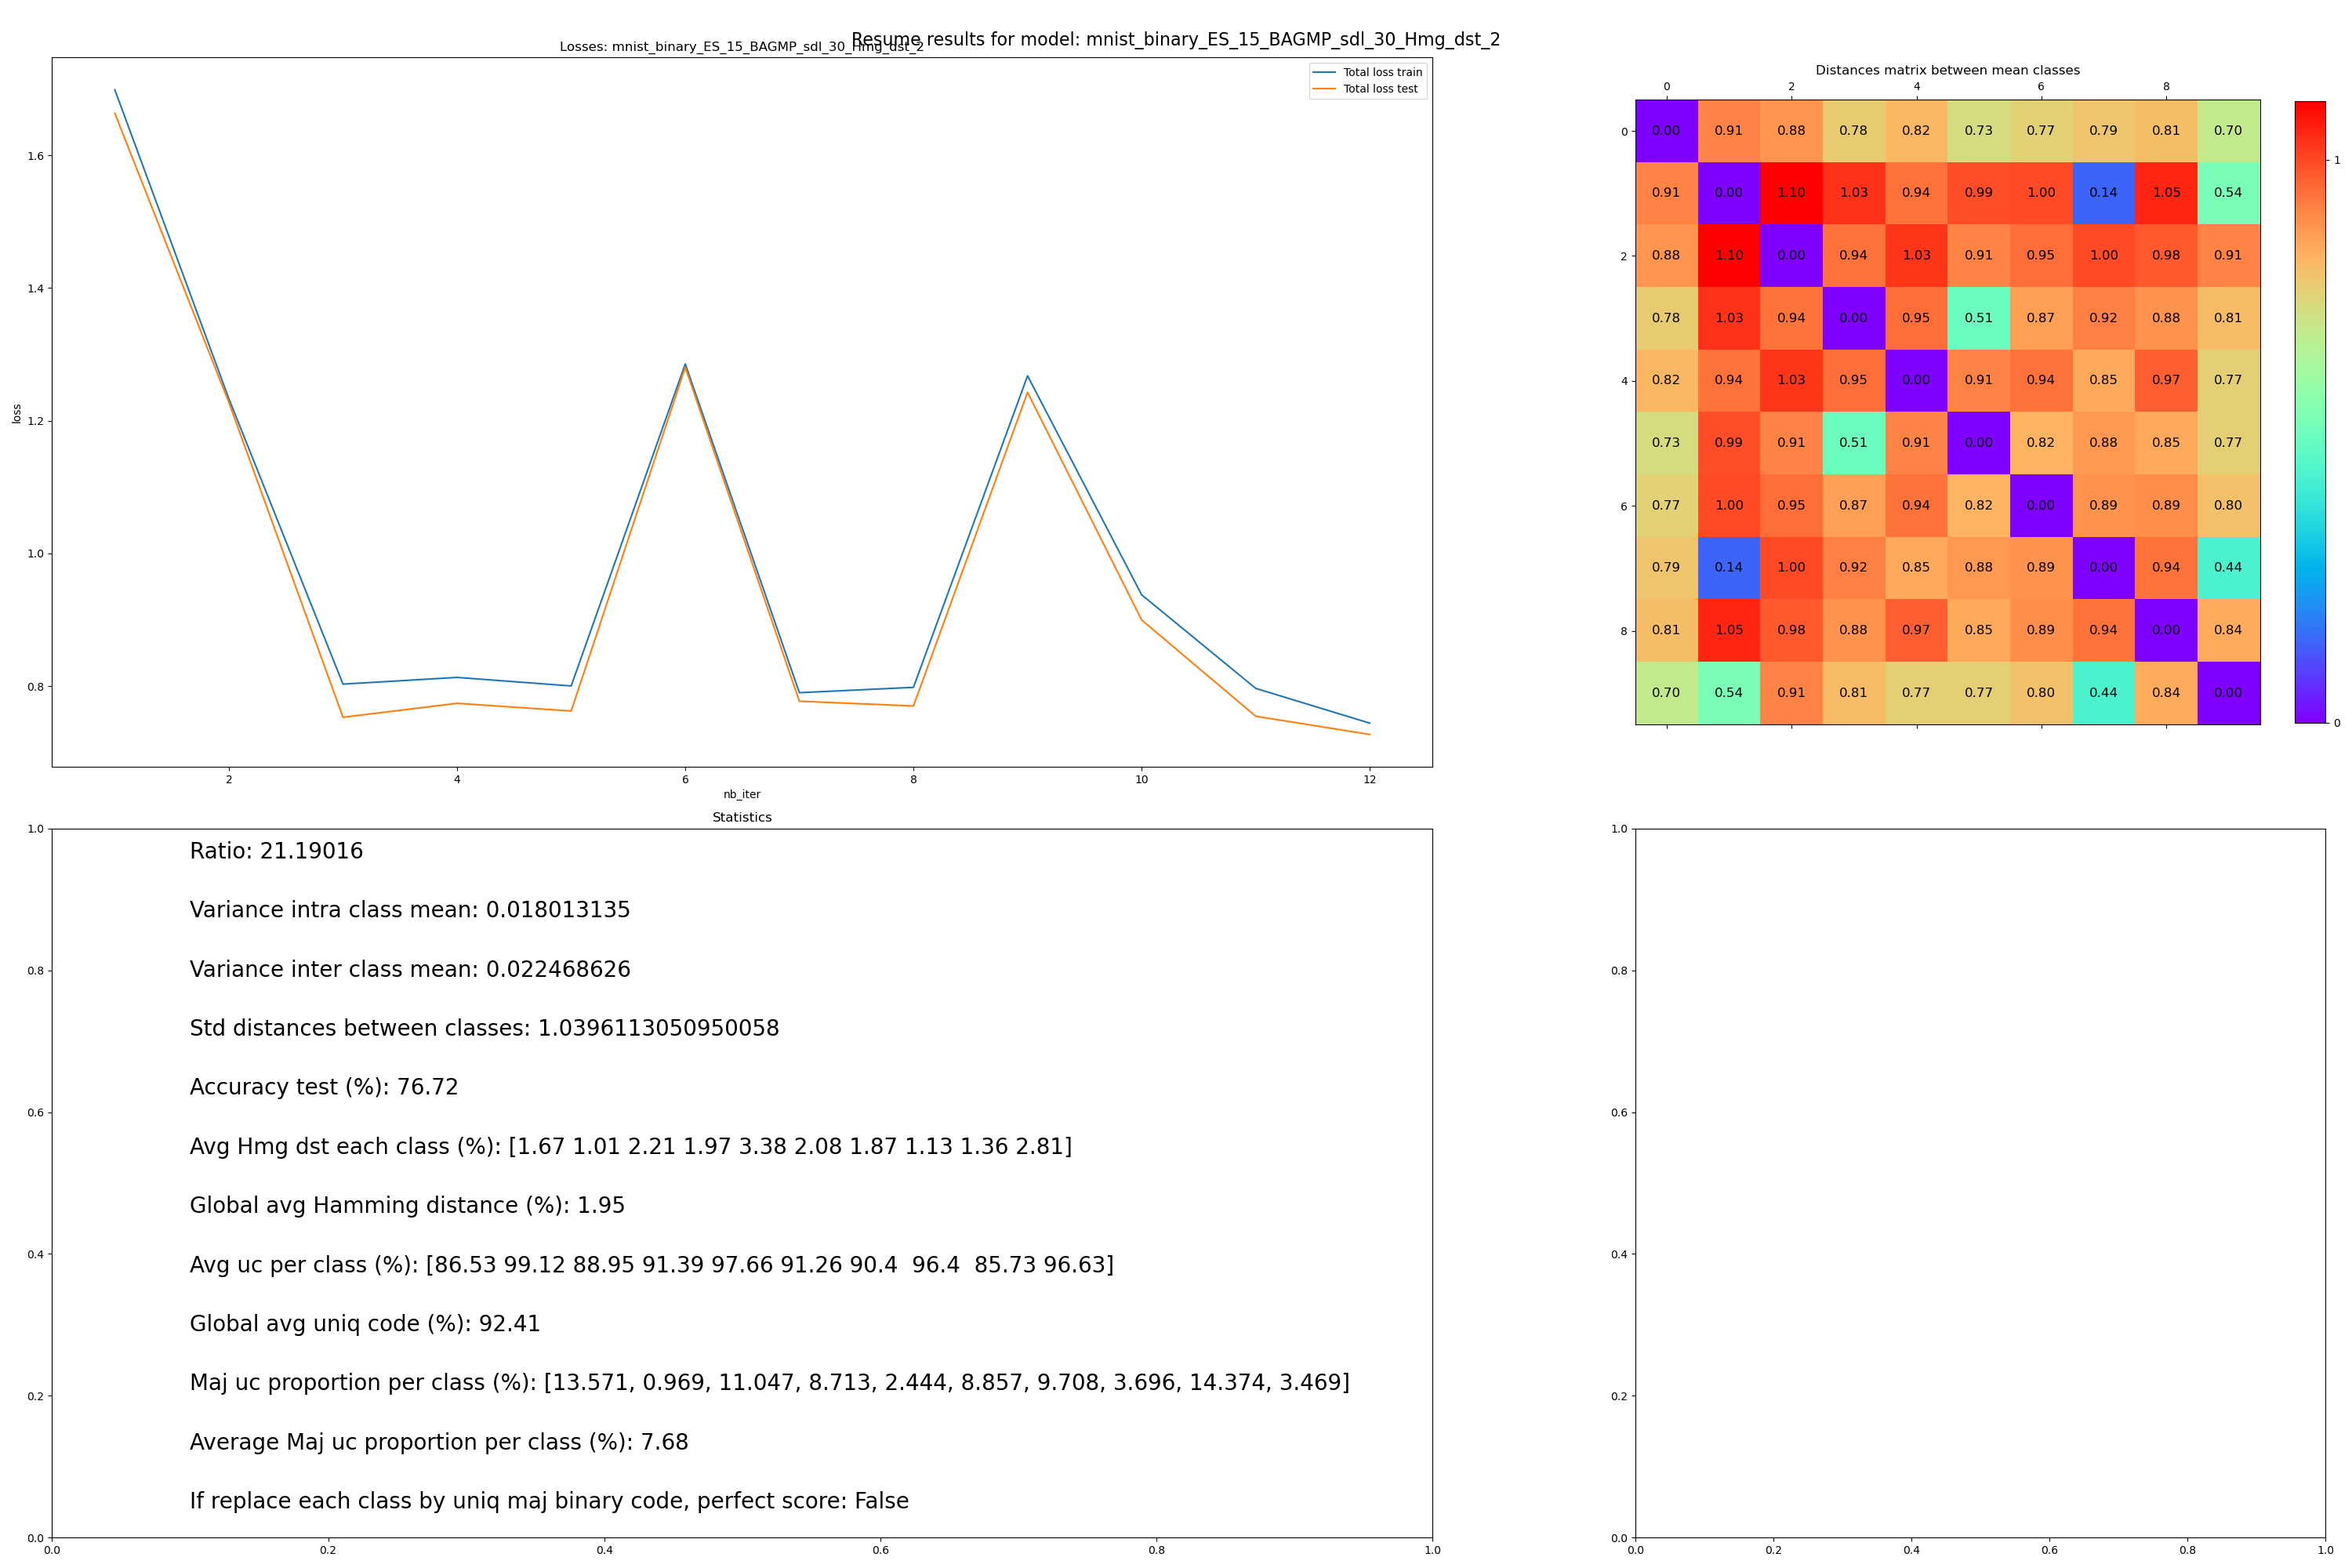 Resume results for model: mnist_binary_ES_15_BAGMP_sdl_30_Hmg_dst_2
Losses: mnist_binary_ES_15_BAGMP_sdl_30_Hmg_dst_2
Total loss train
Total loss test
1.6
1.4
1.2
1.0
0.8
loss
2 4 6 8 10 12
nb_iter
Distances matrix between mean classes
0 2 4 6 8
0 0.00 0.91 0.88 0.78 0.82 0.73 0.77 0.79 0.81 0.70
0.91 0.00 1.10 1.03 0.94 0.99 1.00 0.14 1.05 0.54
2 0.88 1.10 0.00 0.94 1.03 0.91 0.95 1.00 0.98 0.91
0.78 1.03 0.94 0.00 0.95 0.51 0.87 0.92 0.88 0.81
4 0.82 0.94 1.03 0.95 0.00 0.91 0.94 0.85 0.97 0.77
0.73 0.99 0.91 0.51 0.91 0.00 0.82 0.88 0.85 0.77
6 0.77 1.00 0.95 0.87 0.94 0.82 0.00 0.89 0.89 0.80
0.79 0.14 1.00 0.92 0.85 0.88 0.89 0.00 0.94 0.44
8 0.81 1.05 0.98 0.88 0.97 0.85 0.89 0.94 0.00 0.84
0.70 0.54 0.91 0.81 0.77 0.77 0.80 0.44 0.84 0.00
1
0
Statistics
Ratio: 21.19016
Variance intra class mean: 0.018013135
Variance inter class mean: 0.022468626
Std distances between classes: 1.0396113050950058
Accuracy test (%): 76.72
Avg Hmg dst each class (%): [1.67 1.01 2.21 1.97 3.38 2.08 1.87 1.13 1.36 2.81]
Global avg Hamming distance (%): 1.95
Avg uc per class (%): [86.53 99.12 88.95 91.39 97.66 91.26 90.4  96.4  85.73 96.63]
Global avg uniq code (%): 92.41
Maj uc proportion per class (%): [13.571, 0.969, 11.047, 8.713, 2.444, 8.857, 9.708, 3.696, 14.374, 3.469]
Average Maj uc proportion per class (%): 7.68
If replace each class by uniq maj binary code, perfect score: False
1.0
0.8
0.6
0.4
0.2
0.0
0.0 0.2 0.4 0.6 0.8 1.0
1.0
0.8
0.6
0.4
0.2
0.0
0.0 0.2 0.4 0.6 0.8 1.0